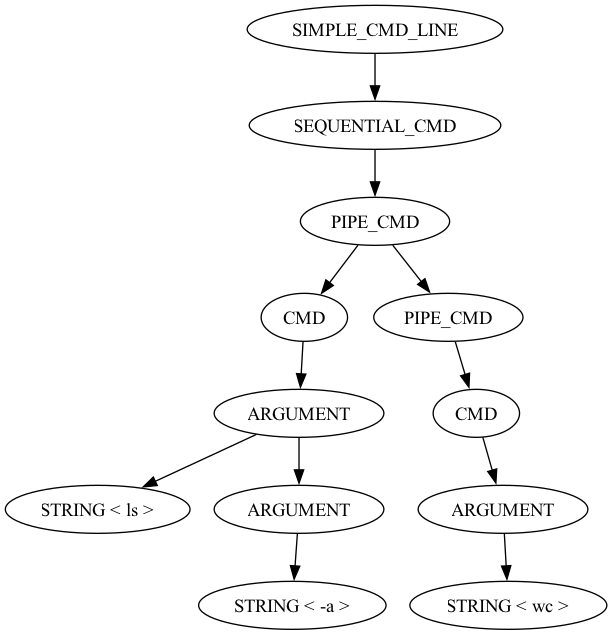 SIMPLE_CMD_LINE
SEQUENTIAL_CMD
PIPE_CMD
CMD
PIPE_CMD
ARGUMENT
CMD
STRING < ls >
ARGUMENT
ARGUMENT
STRING < -a >
STRING < wc >